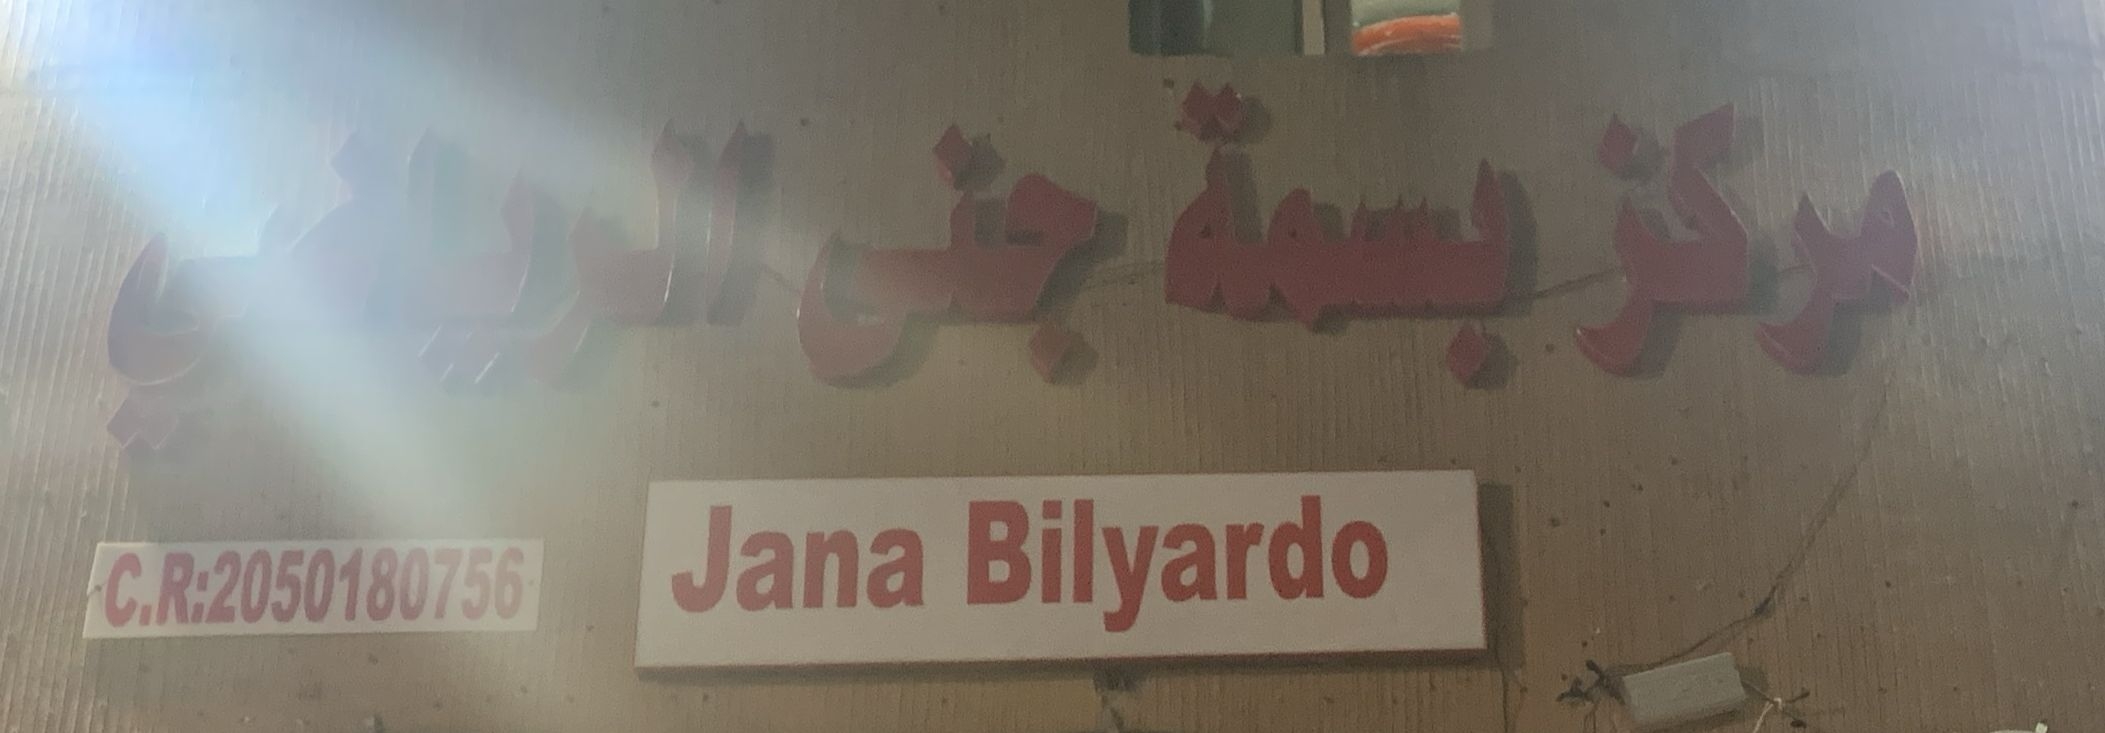 مركز بسمة جنى الرياضي
Jana Bilyardo
C.R:2050180756